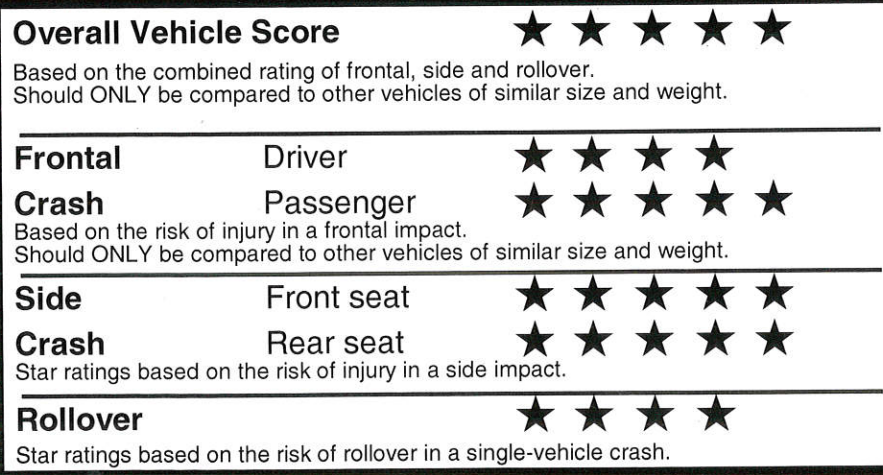 Overall Vehicle Score ★ ★ ★ ★ ★
Based on the combined rating of frontal, side and rollover.
Should ONLY be compared to other vehicles of similar size and weight.
Frontal Driver ★ ★ ★ ★
Crash Passenger ★ ★ ★ ★ ★
Based on the risk of injury in a frontal impact.
Should ONLY be compared to other vehicles of similar size and weight.
Side Front seat ★ ★ ★ ★ ★
Crash Rear seat ★ ★ ★ ★ ★
Star ratings based on the risk of injury in a side impact.
Rollover ★ ★ ★ ★
Star ratings based on the risk of rollover in a single-vehicle crash.